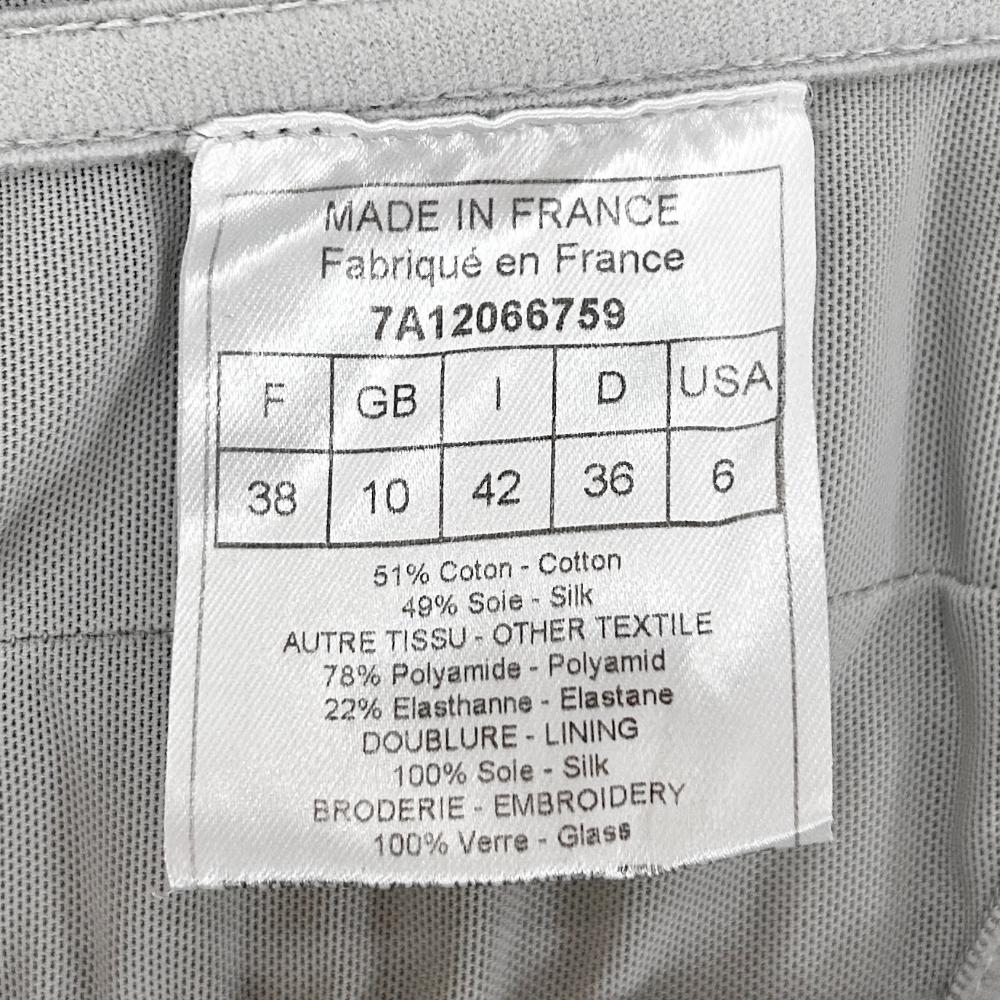 MADE IN FRANCE
Fabriqué en France
7A12066759
F GB I D USA
38 10 42 36 6
51% Coton - Cotton
49% Soie - Silk
AUTRE TISSU - OTHER TEXTILE
78% Polyamide - Polyamid
22% Elasthanne - Elastane
DOUBLURE - LINING
100% Soie - Silk
BRODERIE - EMBROIDERY
100% Verre - Glass